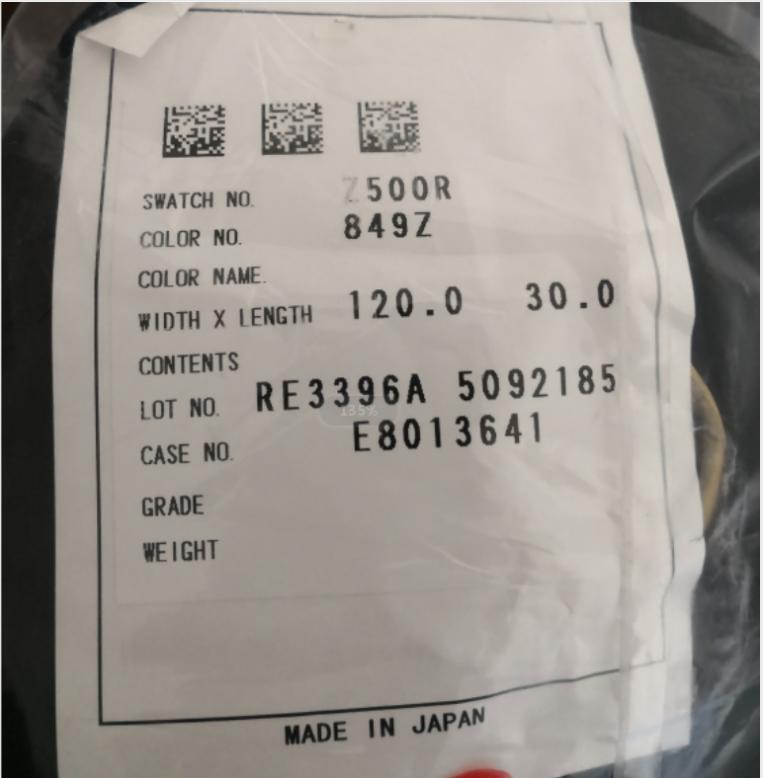 SWATCH NO. Z500R
COLOR NO. 849Z
COLOR NAME.
WIDTH X LENGTH 120.0 30.0
CONTENTS
LOT NO. RE3396A 5092185
135%
CASE NO. E8013641
GRADE
WEIGHT
MADE IN JAPAN